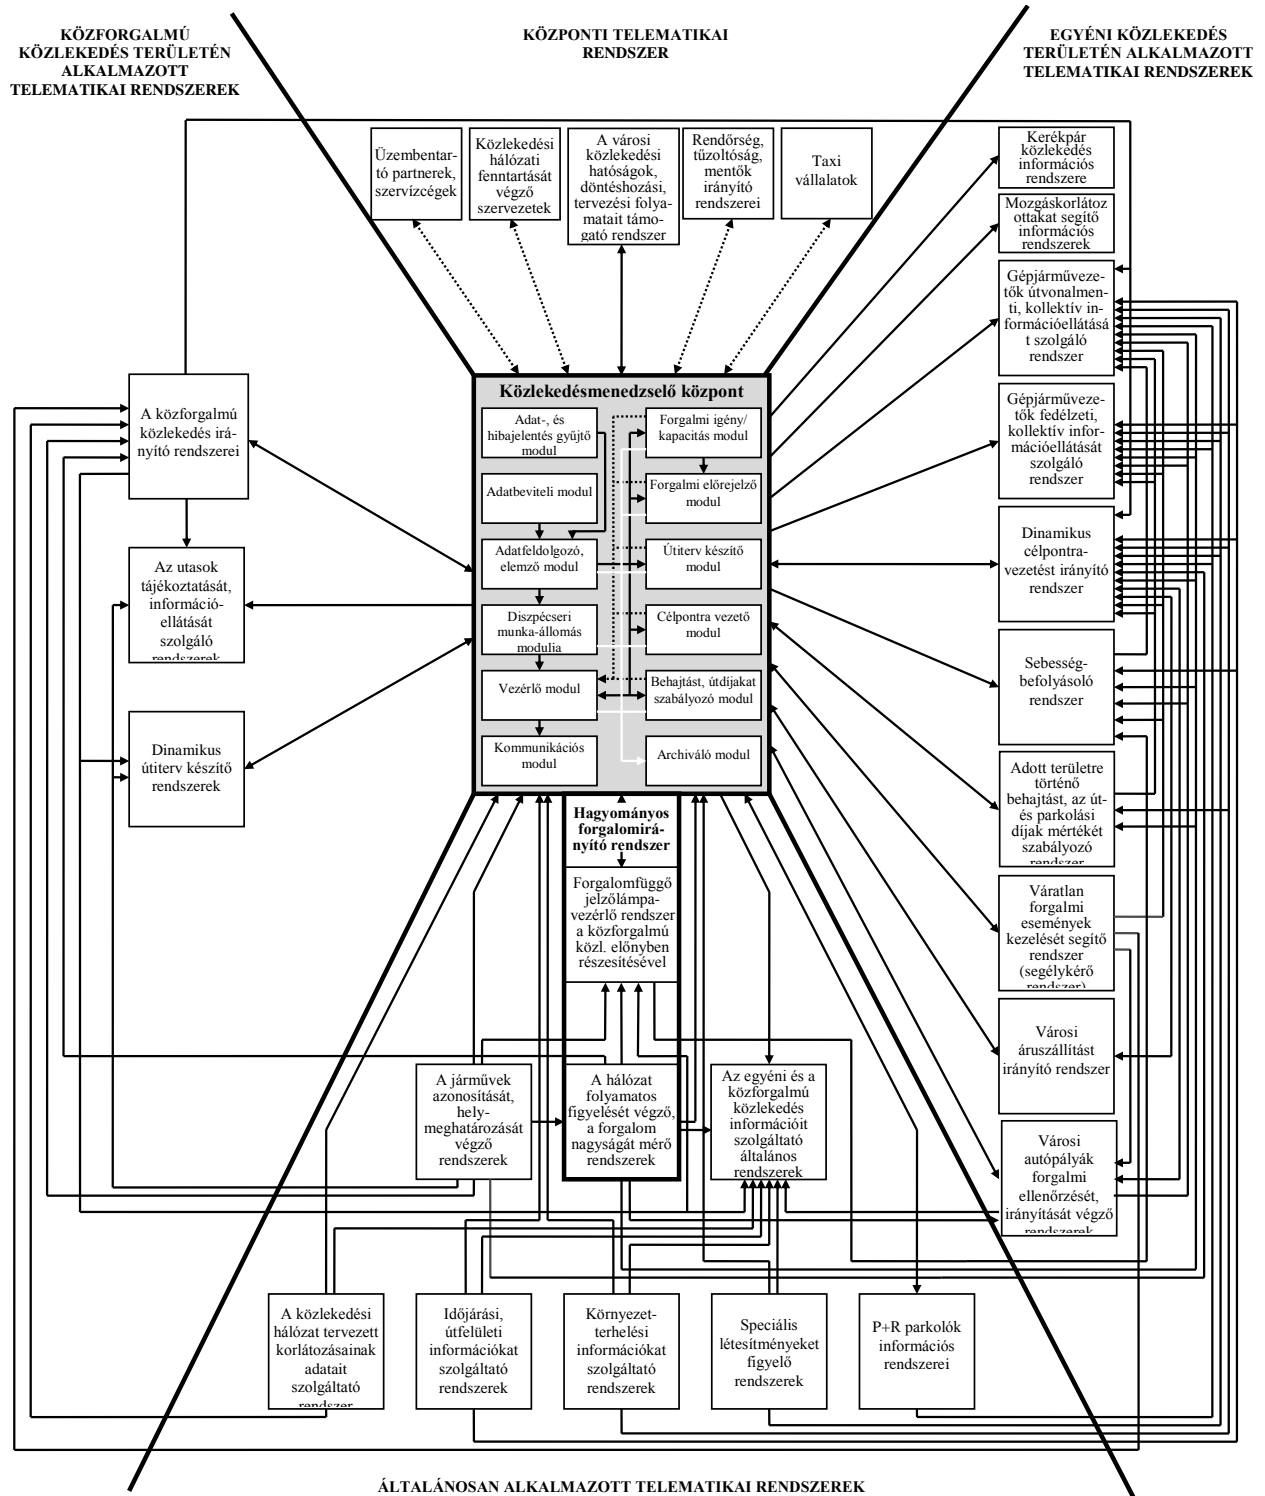 KÖZFORGALMÚ
KÖZLEKEDÉS TERÜLETÉN
ALKALMAZOTT
TELEMATIKAI RENDSZEREK
KÖZPONTI TELEMATIKAI
RENDSZER
EGYÉNI KÖZLEKEDÉS
TERÜLETÉN ALKALMAZOTT
TELEMATIKAI RENDSZEREK
Üzembentar-
tó partnerek,
szervízcégek
Közlekedési
hálózati
fenntartását
végző
szervezetek
A városi
közlekedési
hatóságok,
döntéshozási,
tervezési folya-
matait támo-
gató rendszer
Rendőrség,
tűzoltóság,
mentők
irányító
rendszerei
Taxi
vállalatok
Kerékpár
közlekedés
információs
rendszere
Mozgáskorlátoz
ottakat segítő
információs
rendszerek
Gépjárműveze-
tők útvonalmen-
ti, kollektív in-
formációellátásá
t szolgáló
rendszer
Gépjárműveze-
tők fedélzeti,
kollektív infor-
mációellátását
szolgáló
rendszer
Dinamikus
célpontra-
vezetést irányító
rendszer
Sebesség-
befolyásoló
rendszer
Adott területre
történő
behajtást, az út-
és parkolási
díjak mértékét
szabályozó
rendszer
Váratlan
forgalmi
események
kezelését segítő
rendszer
(segélykérő
rendszer)
Városi
áruszállítást
irányító rendszer
Városi
autópályák
forgalmi
ellenőrzését,
irányítását végző
rendszerek
A közforgalmú
közlekedés irá-
nyító rendszerei
Az utasok
tájékoztatását,
információ-
ellátását
szolgáló
rendszerek
Dinamikus
útiterv készítő
rendszerek
Közlekedésmenedzselő központ
Adat-, és
hibajelentés gyűjtő
modul
Adatbeviteli modul
Adatfeldolgozó,
elemző modul
Diszpécseri
munka-állomás
modulja
Vezérlő modul
Kommunikációs
modul
Forgalmi igény/
kapacitás modul
Forgalmi előrejelző
modul
Útiterv készítő
modul
Célpontra vezető
modul
Behajtást, útdíjakat
szabályozó modul
Archiváló modul
Hagyományos
forgalomirá-
nyító rendszer
Forgalomfüggő
jelzőlámpa-
vezérlő rendszer
a közforgalmú
közl. előnyben
részesítésével
A járművek
azonosítását,
hely-
meghatározását
végző
rendszerek
A hálózat
folyamatos
figyelését végző,
a forgalom
nagyságát mérő
rendszerek
Az egyéni és a
közforgalmú
közlekedés
információit
szolgáltató
általános
rendszerek
A közlekedési
hálózat tervezett
korlátozásainak
adatait
szolgáltató
rendszer
Időjárási,
útfelületi
információkat
szolgáltató
rendszerek
Környezet-
terhelési
információkat
szolgáltató
rendszerek
Speciális
létesítményeket
figyelő
rendszerek
P+R parkolók
információs
rendszerei
ÁLTALÁNOSAN ALKALMAZOTT TELEMATIKAI RENDSZEREK